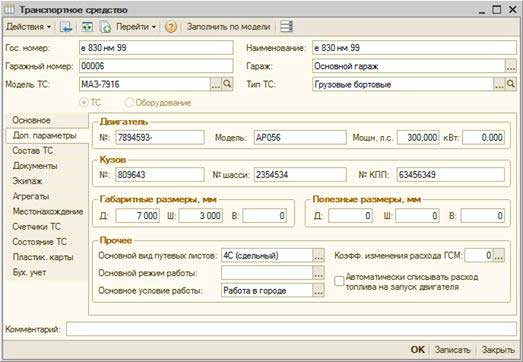 Транспортное средство
Действия Перейти Заполнить по модели
Гос. номер: е 830 нм 99 Наименование: е 830 нм 99
Гаражный номер: 00006 Гараж: Основной гараж ...
Модель ТС: МАЗ-7916 ... Тип ТС: Грузовые бортовые ...
ТС Оборудование
Основное
Доп. параметры
Состав ТС
Документы
Экипаж
Агрегаты
Местонахождение
Счетчики ТС
Состояние ТС
Пластик. карты
Бух. учет
Двигатель
№: 7894593- Модель: АР056 Мощн, л.с. 300,000 кВт: 0,000
Кузов
№: 809643 № шасси: 2354534 № КПП: 63456349
Габаритные размеры, мм Полезные размеры, мм
Д: 7 000 Ш: 3 000 В: 0 Д: 0 Ш: 0 В: 0
Прочее
Основной вид путевых листов: 4С (сдельный) ... Коэфф. изменения расхода ГСМ: 0 ...
Основной режим работы: ... Автоматически списывать расход
топлива на запуск двигателя
Основное условие работы: Работа в городе ...
Комментарий:
OK Записать Закрыть